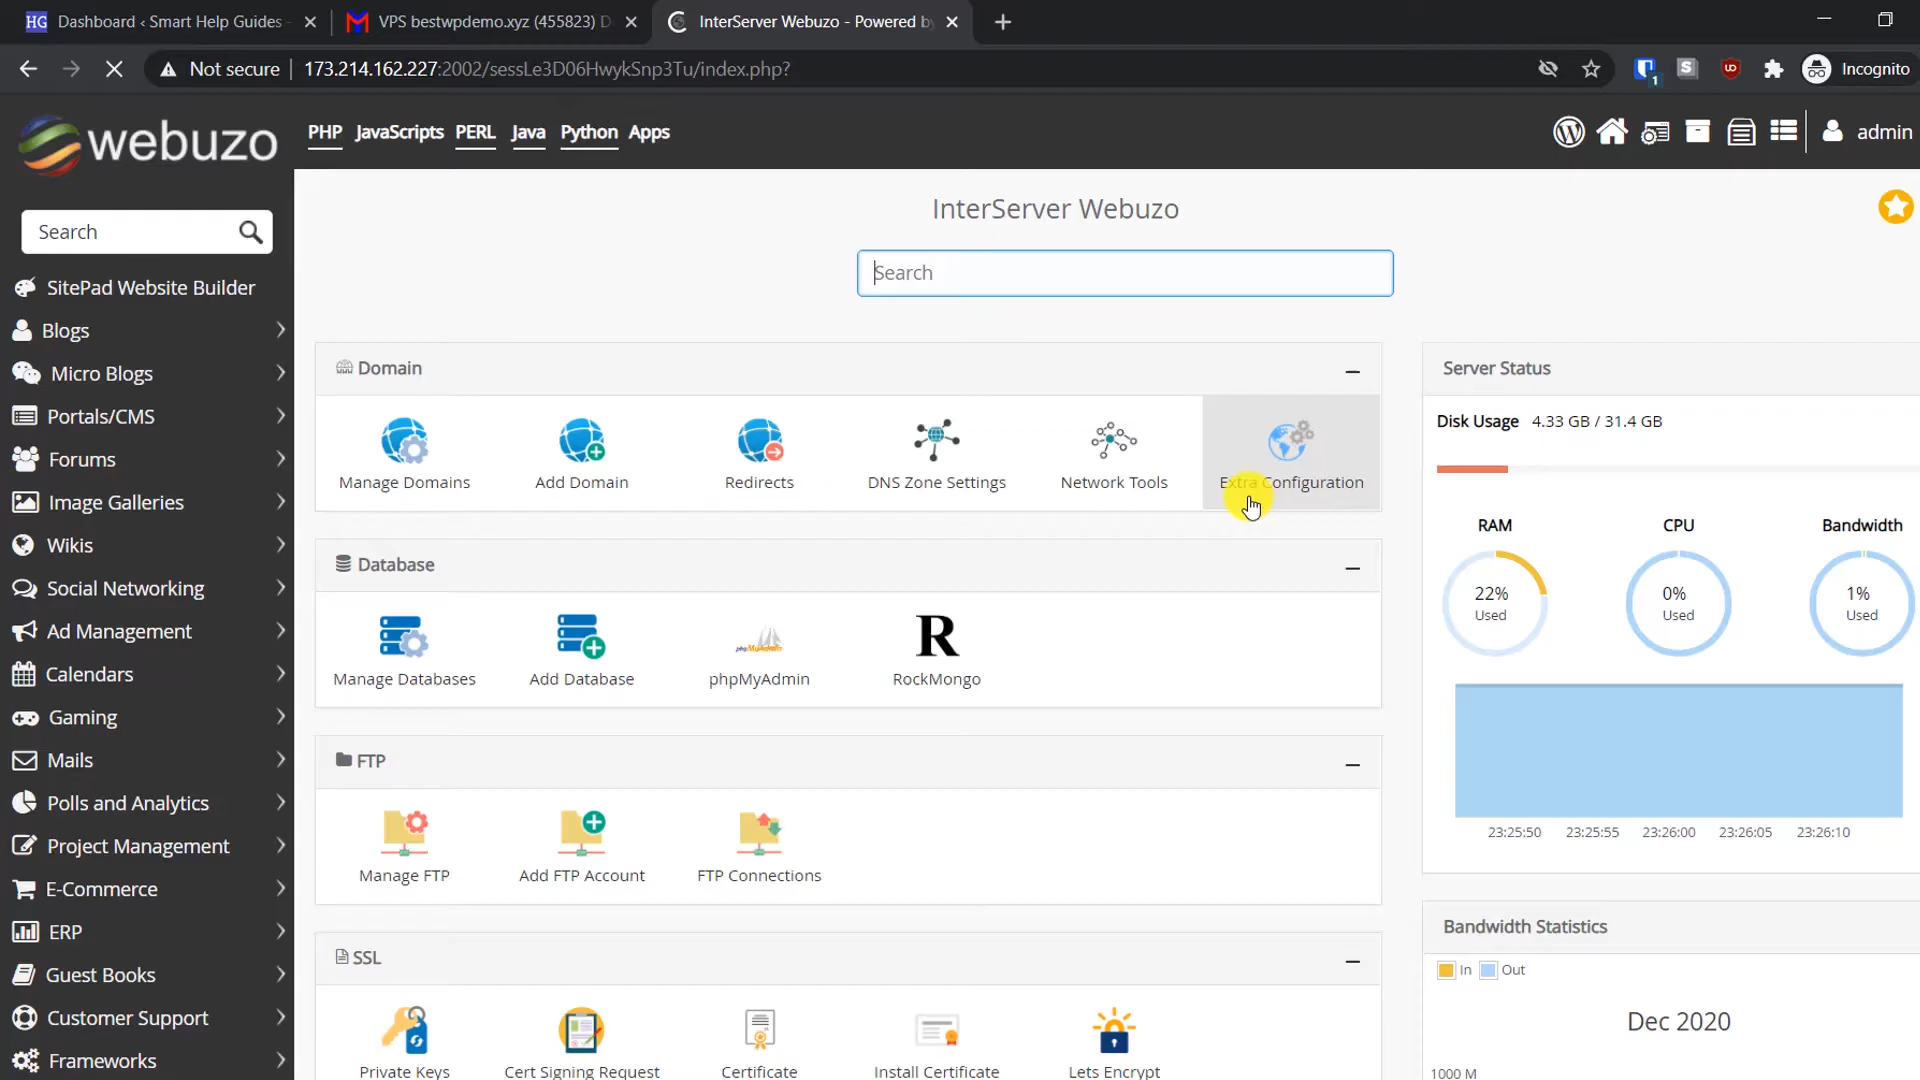 HG Dashboard ‹ Smart Help Guides
VPS bestwpdemo.xyz (455823) D
InterServer Webuzo - Powered by
Not secure 173.214.162.227:2002/sessLe3D06HwykSnp3Tu/index.php?
1
S
Incognito
webuzo
PHP JavaScripts PERL Java Python Apps
admin
Search
SitePad Website Builder
Blogs
Micro Blogs
Portals/CMS
Forums
Image Galleries
Wikis
Social Networking
Ad Management
Calendars
Gaming
Mails
Polls and Analytics
Project Management
E-Commerce
ERP
Guest Books
Customer Support
Frameworks
InterServer Webuzo
Search
Domain
Manage Domains
Add Domain
Redirects
DNS Zone Settings
Network Tools
Extra Configuration
Database
Manage Databases
Add Database
phpMyAdmin
phpMyAdmin
R
RockMongo
FTP
Manage FTP
Add FTP Account
FTP Connections
SSL
Private Keys
Cert Signing Request
Certificate
Install Certificate
Lets Encrypt
Server Status
Disk Usage 4.33 GB / 31.4 GB
RAM CPU Bandwidth
22% 0% 1%
Used Used Used
23:25:50 23:25:55 23:26:00 23:26:05 23:26:10
Bandwidth Statistics
In Out
Dec 2020
1000 M